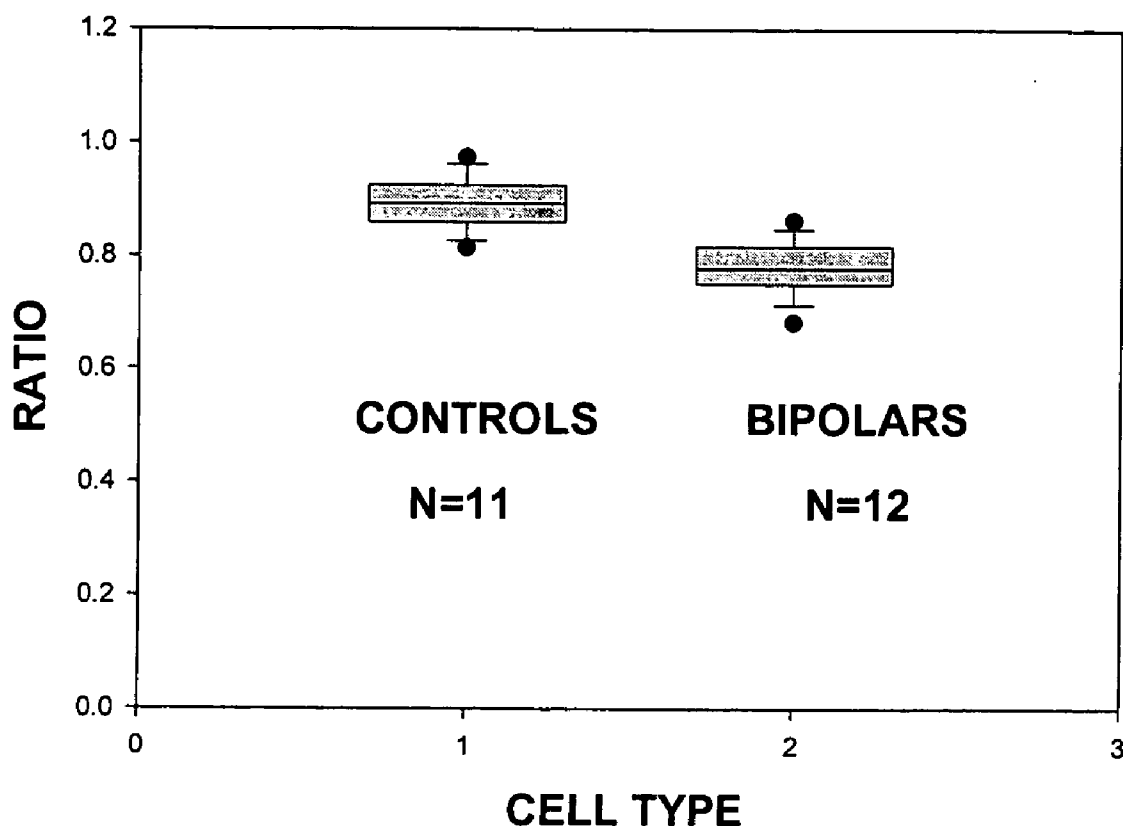 1.2
1.0
0.8
0.6
0.4
0.2
0.0
RATIO
CONTROLS
N=11
BIPOLARS
N=12
0 1 2 3
CELL TYPE